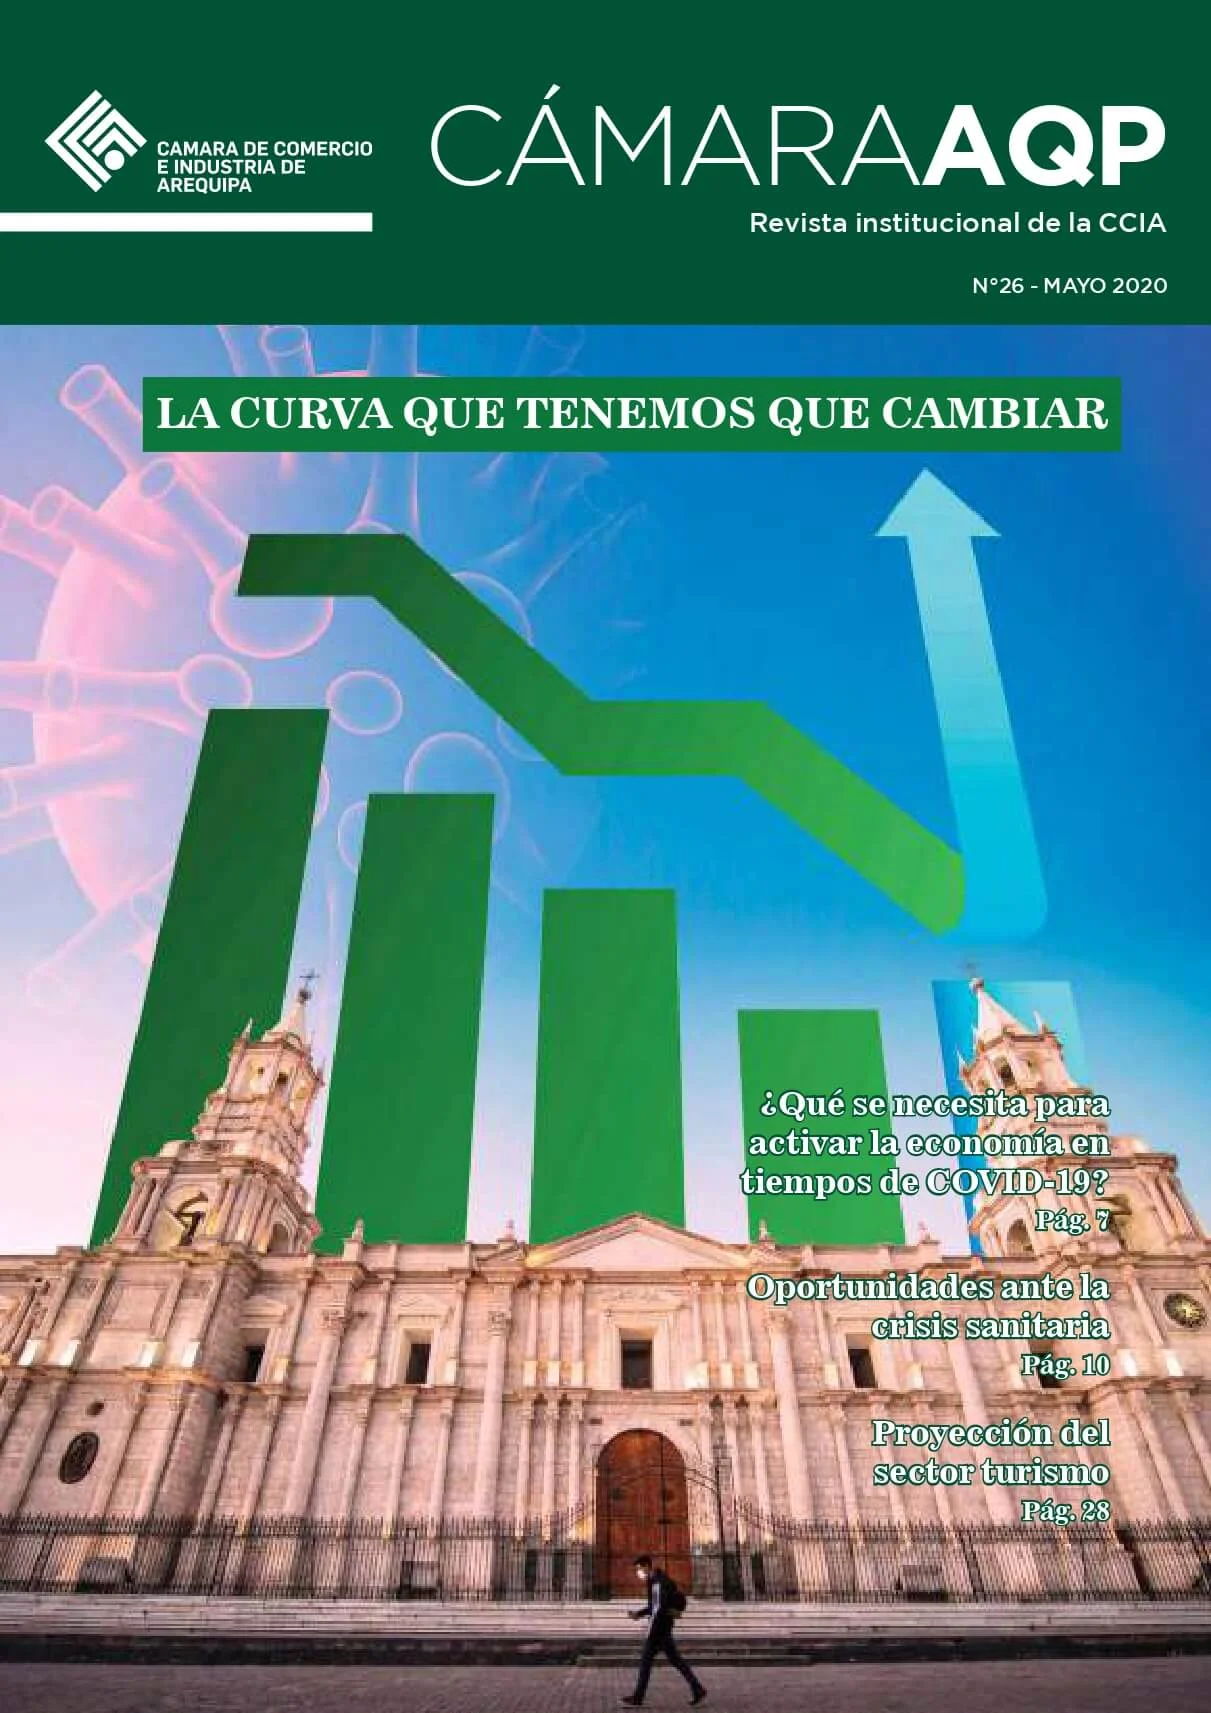 CAMARA DE COMERCIO
E INDUSTRIA DE
AREQUIPA
CÁMARAAQP
Revista institucional de la CCIA
N°26 - MAYO 2020
LA CURVA QUE TENEMOS QUE CAMBIAR
¿Qué se necesita para
activar la economía en
tiempos de COVID-19?
Pág. 7
Oportunidades ante la
crisis sanitaria
Pág. 10
Proyección del
sector turismo
Pág. 28